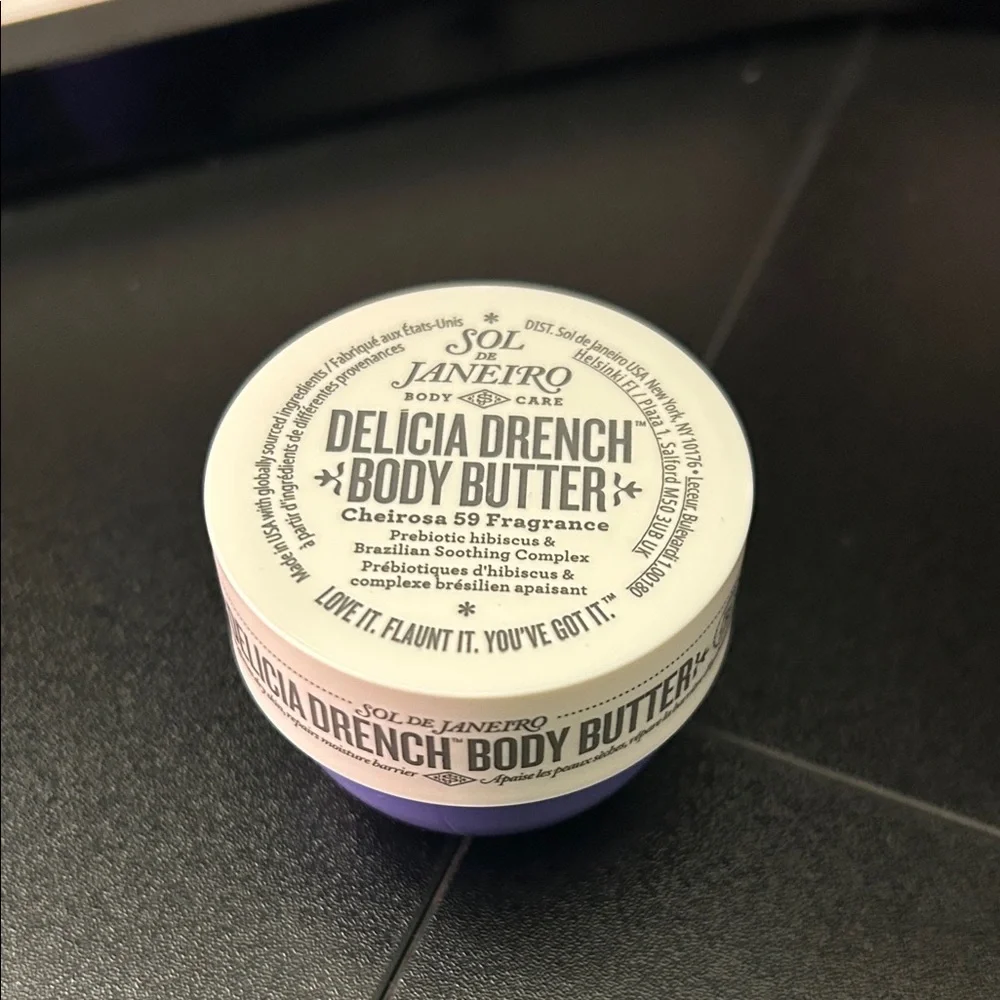 SOL
DE
JANEIRO
BODY CARE
DELÍCIA DRENCH™
BODY BUTTER
Cheirosa 59 Fragrance
Prebiotic hibiscus &
Brazilian Soothing Complex
Prébiotiques d'hibiscus &
complexe brésilien apaisant
LOVE IT. FLAUNT IT. YOU'VE GOT IT.™
Made in USA with globally sourced ingredients / Fabriqué aux États-Unis
à partir d'ingrédients de différentes provenances
DIST. Sol de Janeiro USA New York, NY 10176 • Leceur, Bulevardi 1, 00180
Helsinki FI / Plaza 1, Salford M50 3UB UK
SOL DE JANEIRO
DELÍCIA DRENCH™ BODY BUTTER
skin, repairs moisture barrier
Apaise les peaux sèches, répare la